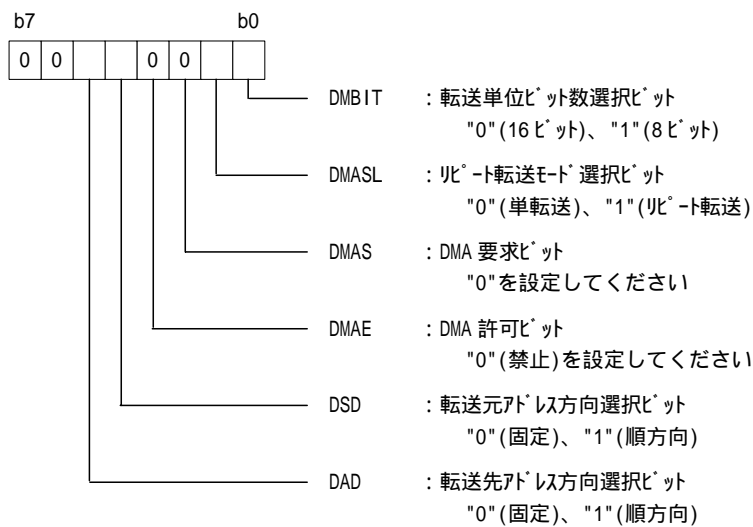 b7 b0
0 0 0 0
DMBIT :転送単位ﾋﾞｯﾄ数選択ﾋﾞｯﾄ
"0"(16ﾋﾞｯﾄ)、"1"(8ﾋﾞｯﾄ)
DMASL :ﾘﾋﾟｰﾄ転送ﾓｰﾄﾞ選択ﾋﾞｯﾄ
"0"(単転送)、"1"(ﾘﾋﾟｰﾄ転送)
DMAS :DMA 要求ﾋﾞｯﾄ
"0"を設定してください
DMAE :DMA 許可ﾋﾞｯﾄ
"0"(禁止)を設定してください
DSD :転送元ｱﾄﾞﾚｽ方向選択ﾋﾞｯﾄ
"0"(固定)、"1"(順方向)
DAD :転送先ｱﾄﾞﾚｽ方向選択ﾋﾞｯﾄ
"0"(固定)、"1"(順方向)